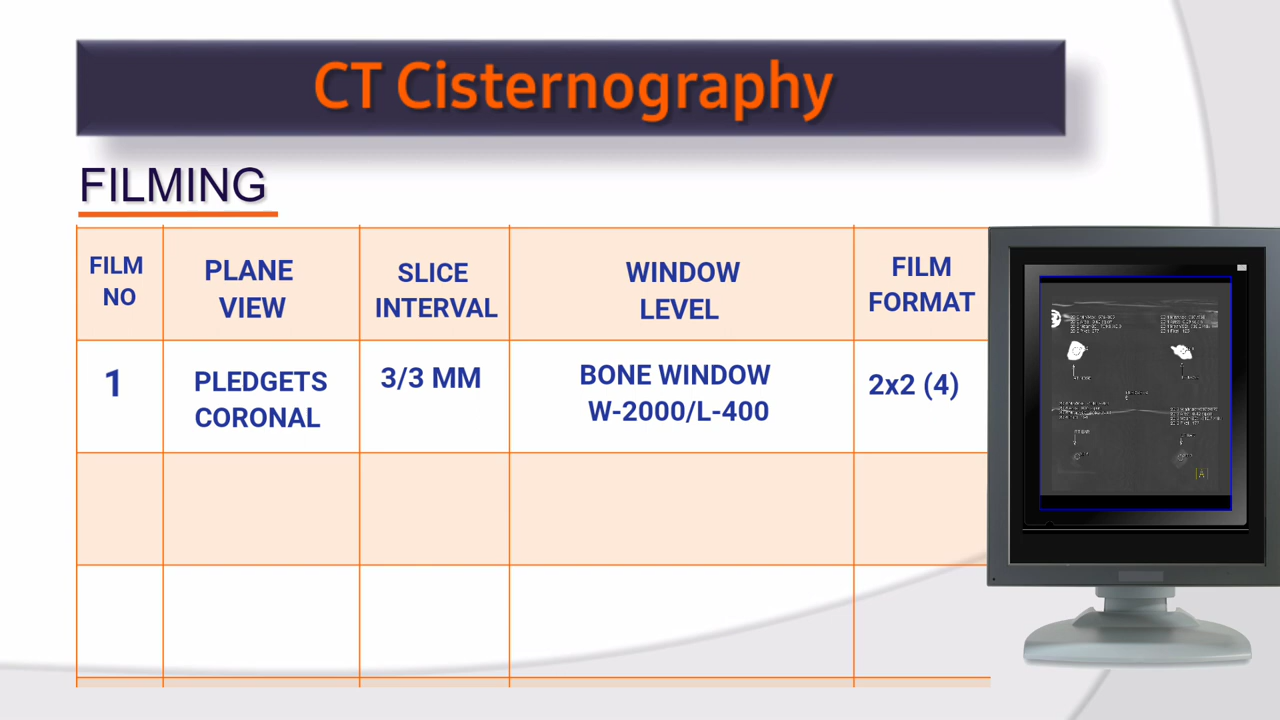 CT Cisternography
FILMING
FILM NO
PLANE VIEW
SLICE INTERVAL
WINDOW LEVEL
FILM FORMAT
1
PLEDGETS CORONAL
3/3 MM
BONE WINDOW W-2000/L-400
2x2 (4)
[A]